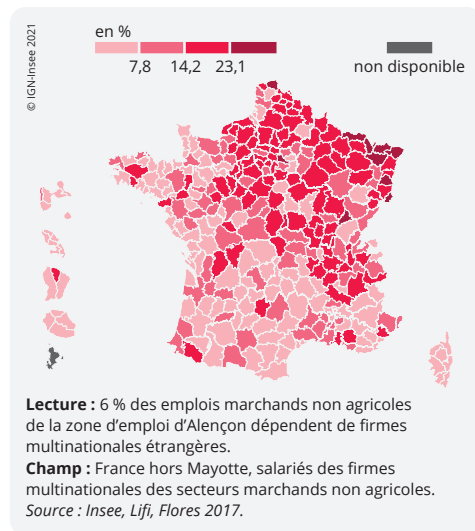 © IGN-Insee 2021
en %
7,8 14,2 23,1
non disponible
Lecture : 6 % des emplois marchands non agricoles
de la zone d'emploi d'Alençon dépendent de firmes
multinationales étrangères.
Champ : France hors Mayotte, salariés des firmes
multinationales des secteurs marchands non agricoles.
Source : Insee, Lifi, Flores 2017.